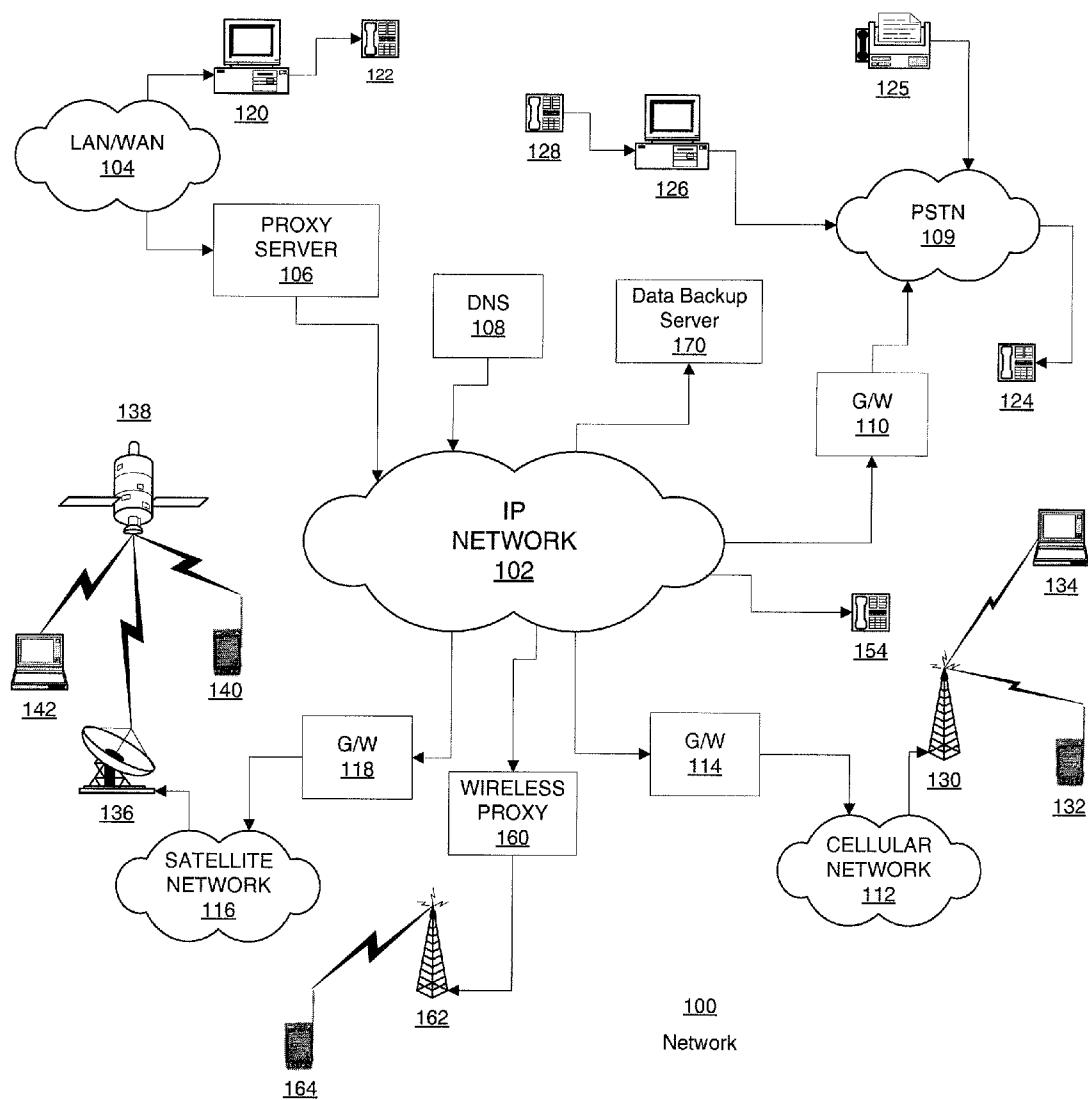 120
122
LAN/WAN
104
125
128
126
PROXY
SERVER
106
PSTN
109
DNS
108
Data Backup
Server
170
124
G/W
110
138
IP
NETWORK
102
134
142
140
154
G/W
118
G/W
114
130
132
136
WIRELESS
PROXY
160
SATELLITE
NETWORK
116
CELLULAR
NETWORK
112
162
164
100
Network